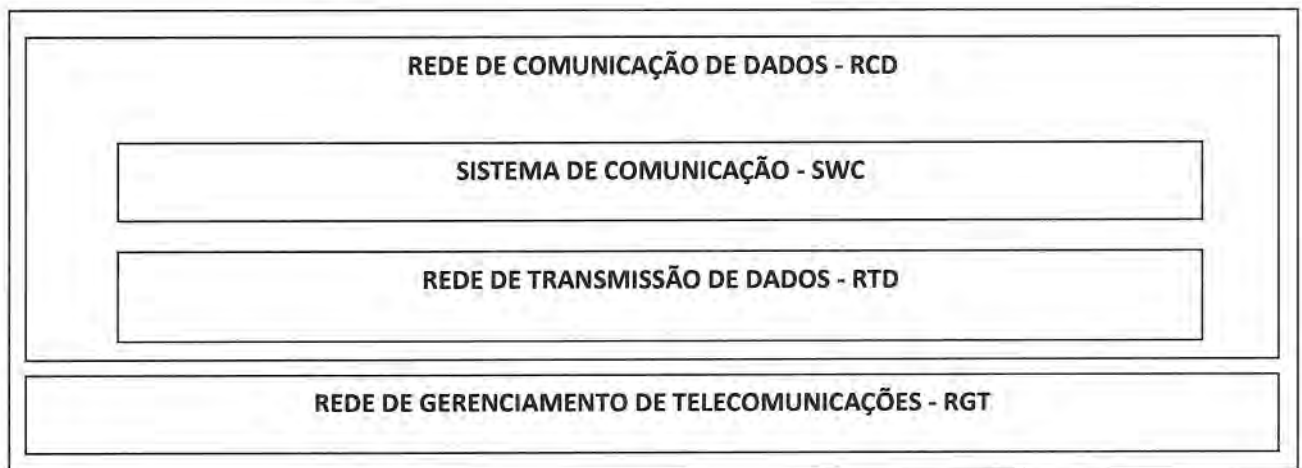 REDE DE COMUNICAÇÃO DE DADOS - RCD
SISTEMA DE COMUNICAÇÃO - SWC
REDE DE TRANSMISSÃO DE DADOS - RTD
REDE DE GERENCIAMENTO DE TELECOMUNICAÇÕES - RGT